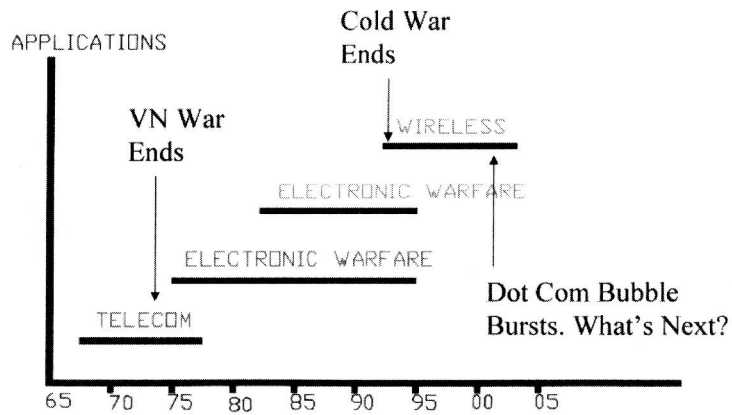 Cold War
Ends
APPLICATIONS
VN War
Ends
WIRELESS
ELECTRONIC WARFARE
ELECTRONIC WARFARE
Dot Com Bubble
Bursts. What's Next?
TELECOM
65 70 75 80 85 90 95 00 05